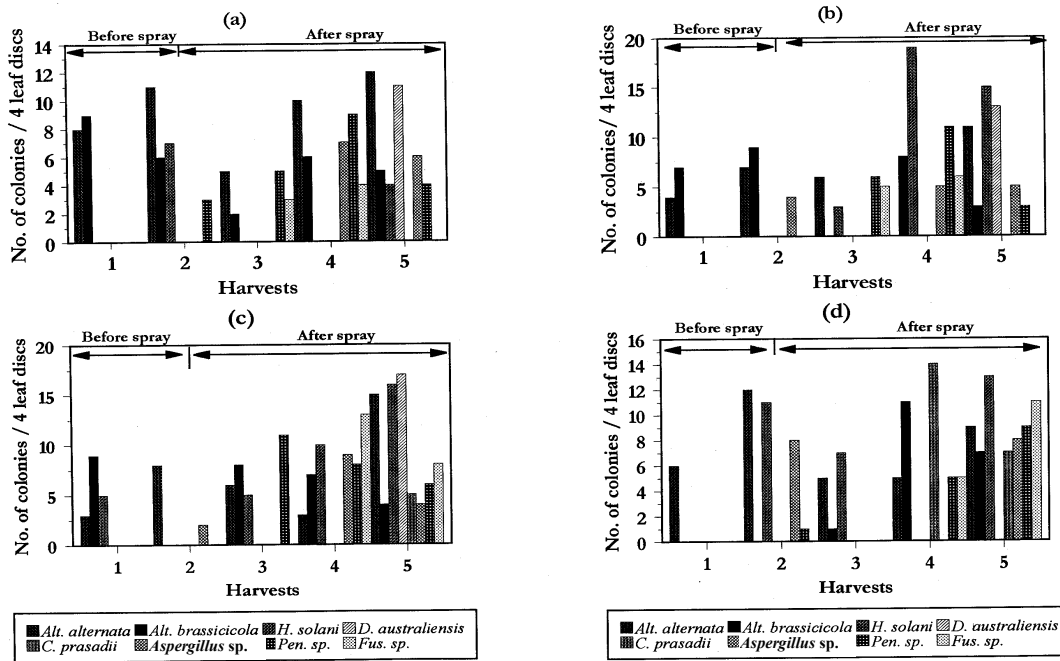 (a)
Before spray After spray
No. of colonies / 4 leaf discs
14
12
10
8
6
4
2
0
1 2 3 4 5
Harvests
(b)
Before spray After spray
No. of colonies / 4 leaf discs
20
15
10
5
0
1 2 3 4 5
Harvests
(c)
Before spray After spray
No. of colonies / 4 leaf discs
20
15
10
5
0
1 2 3 4 5
Harvests
(d)
Before spray After spray
No. of colonies / 4 leaf discs
16
14
12
10
8
6
4
2
0
1 2 3 4 5
Harvests
Alt. alternata Alt. brassicicola H. solani D. australiensis
C. prasadii Aspergillus sp. Pen. sp. Fus. sp.
Alt. alternata Alt. brassicicola H. solani D. australiensis
C. prasadii Aspergillus sp. Pen. sp. Fus. sp.